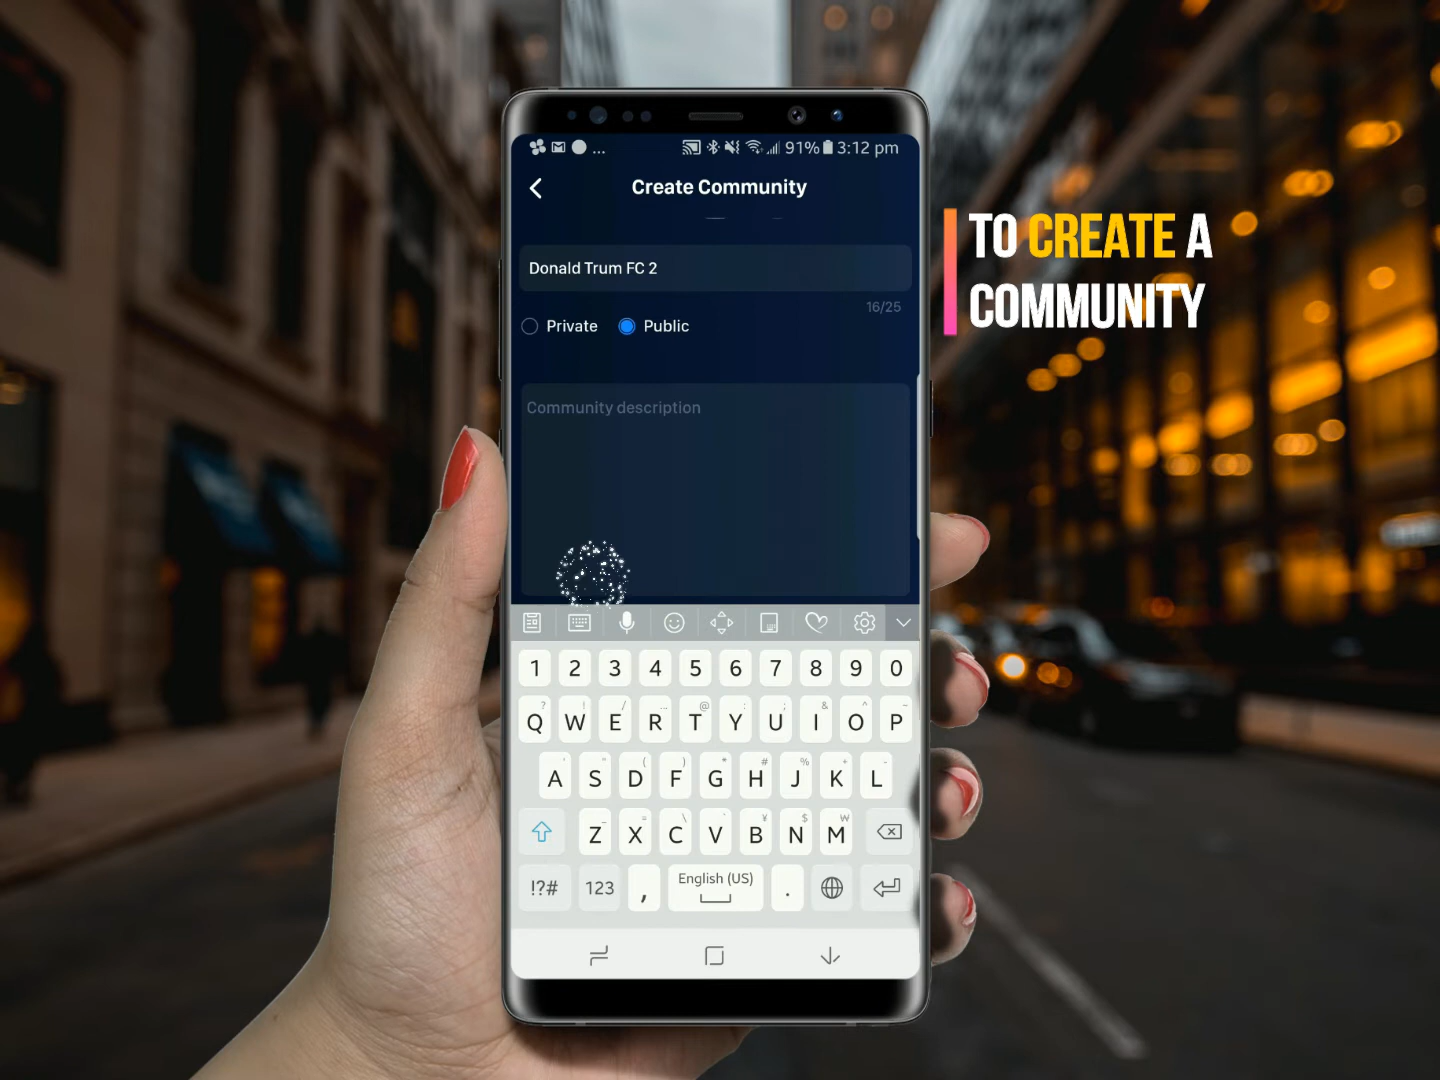 ... 91% 3:12 pm
Create Community
Donald Trum FC 2
16/25
Private Public
Community description
TO CREATE A
COMMUNITY
1 2 3 4 5 6 7 8 9 0
Q W E R T Y U I O P
A S D F G H J K L
Z X C V B N M
!?# 123 , English (US) .